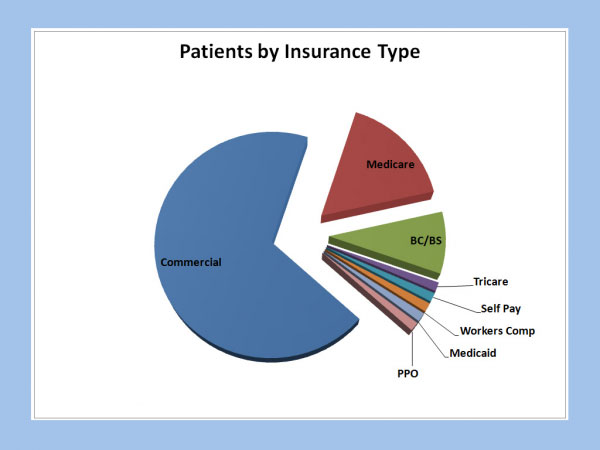 Patients by Insurance Type
Medicare
BC/BS
Commercial
Tricare
Self Pay
Workers Comp
Medicaid
PPO